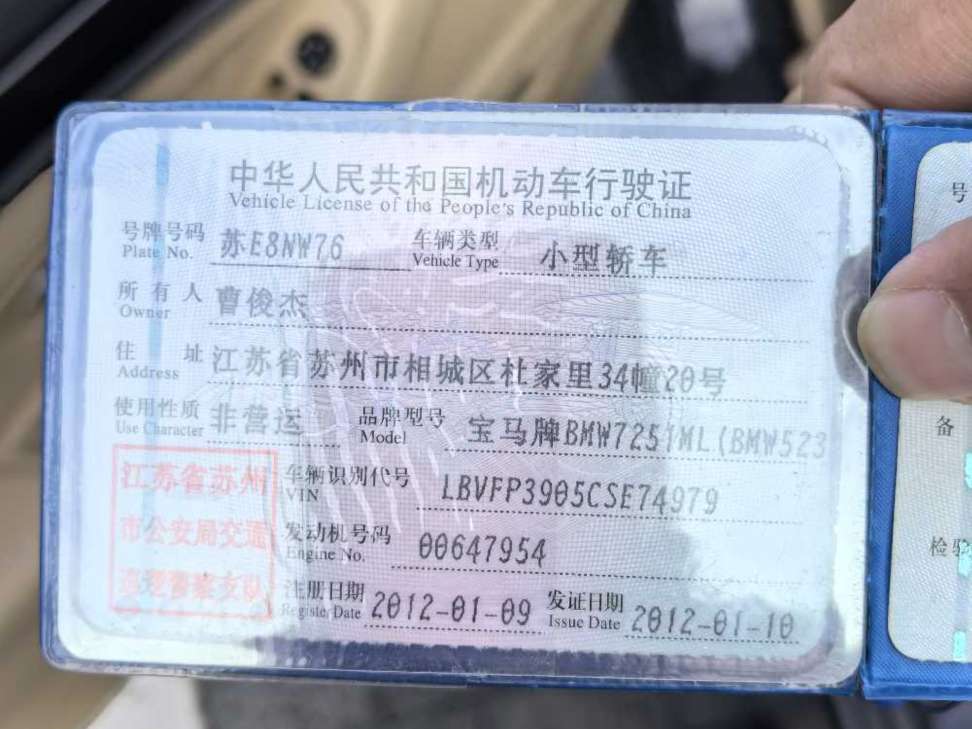 中华人民共和国机动车行驶证
Vehicle License of the People's Republic of China
号牌号码 苏E8NW76 车辆类型 小型轿车
Plate No. Vehicle Type
所有人 曹俊杰
Owner
住址 江苏省苏州市相城区杜家里34幢20号
Address
使用性质 非营运 品牌型号 宝马牌BMW7251ML(BMW523
Use Character Model
江苏省苏州
市公安局交通
巡逻警察支队
车辆识别代号 LBVFP3905CSE74979
VIN
发动机号码 00647954
Engine No.
注册日期 2012-01-09 发证日期 2012-01-10
Register Date Issue Date
号
备
检验